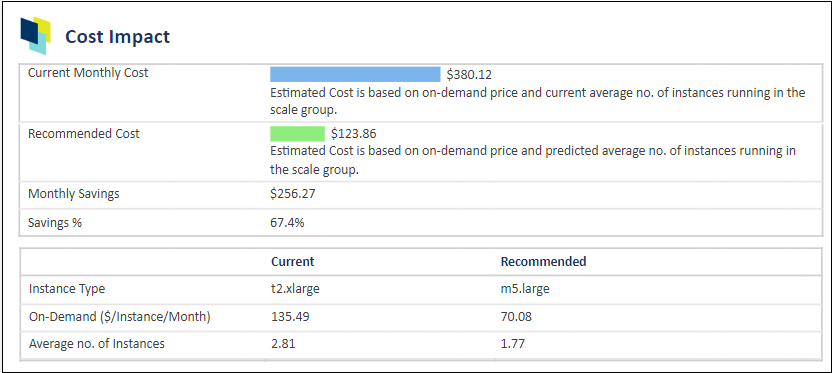 Cost Impact
Current Monthly Cost
$380.12
Estimated Cost is based on on-demand price and current average no. of instances running in the
scale group.
Recommended Cost
$123.86
Estimated Cost is based on on-demand price and predicted average no. of instances running in
the scale group.
Monthly Savings $256.27
Savings % 67.4%
Current Recommended
Instance Type t2.xlarge m5.large
On-Demand ($/Instance/Month) 135.49 70.08
Average no. of Instances 2.81 1.77